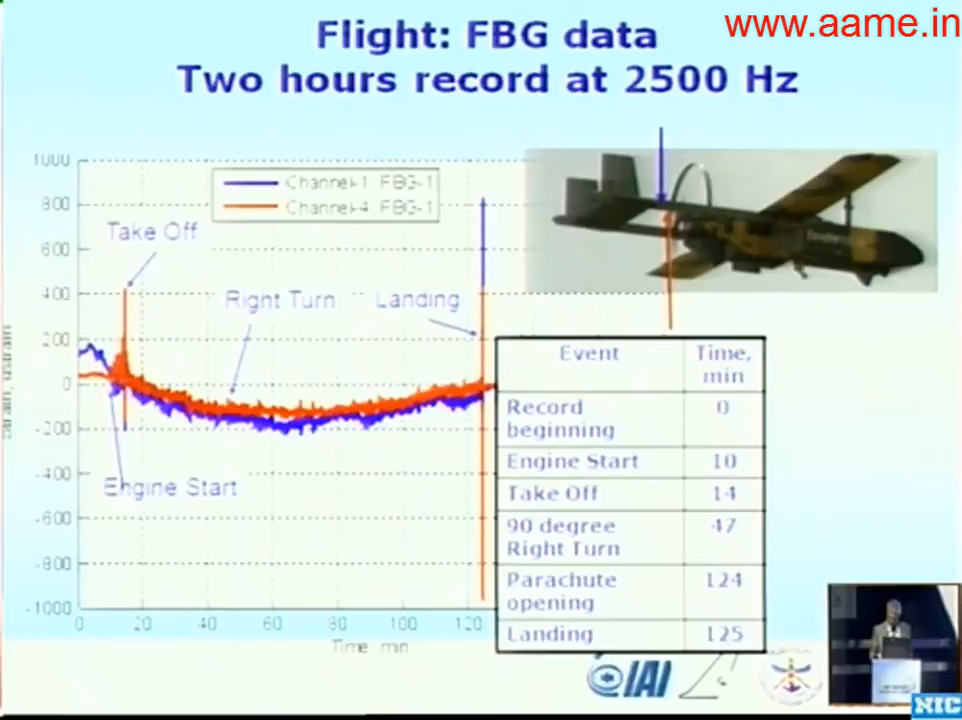 www.aame.in
Flight: FBG data
Two hours record at 2500 Hz
1000
800
600
400
200
0
-200
-400
-600
-800
-1000
Strain, ustrain
Channel-1 FBG-1
Channel-4 FBG-1
Take Off
Right Turn
Landing
Engine Start
0
20
40
60
80
100
120
Time min
Event
Time,
min
Record
beginning
0
Engine Start
10
Take Off
14
90 degree
Right Turn
47
Parachute
opening
124
Landing
125
IAI
NIC